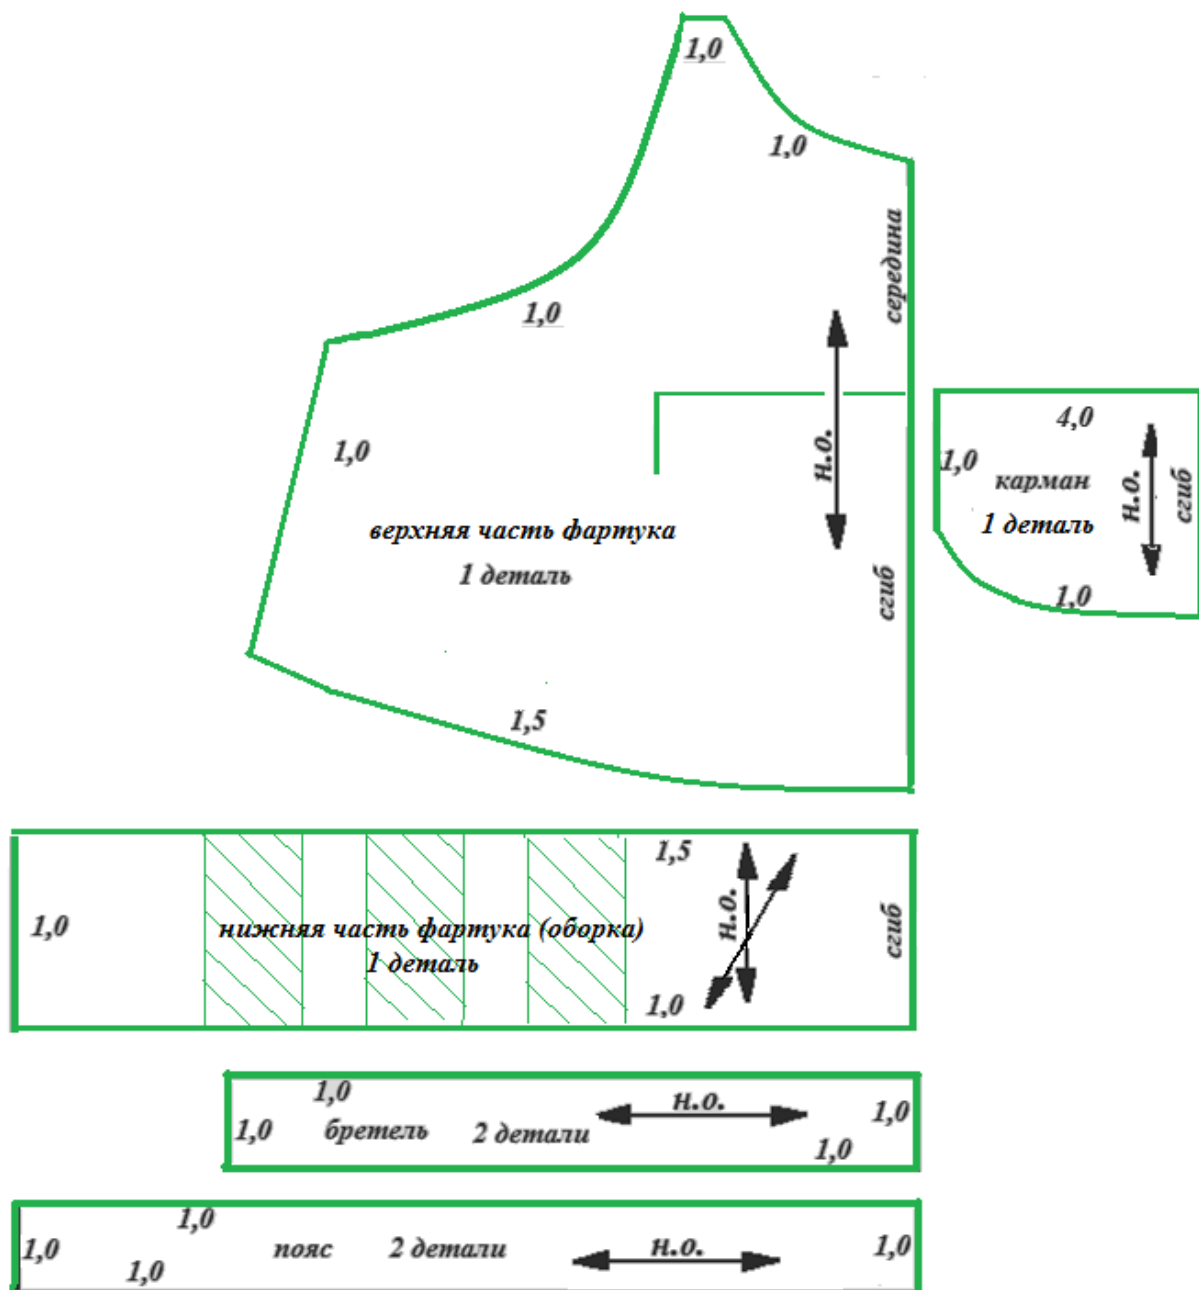 1,0
1,0
середина
1,0
1,0
н.о.
верхняя часть фартука
1 деталь
сгиб
1,5
4,0
1,0
карман
1 деталь
н.о.
сгиб
1,0
1,5
1,0
н.о.
сгиб
нижняя часть фартука (оборка)
1 деталь
1,0
1,0
н.о.
1,0
1,0
бретель 2 детали
1,0
1,0
1,0
пояс 2 детали
н.о.
1,0
1,0